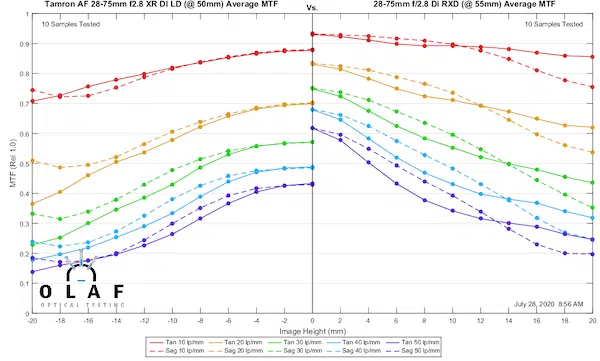 Tamron AF 28-75mm f2.8 XR DI LD (@ 50mm) Average MTF Vs. 28-75mm f/2.8 Di RXD (@ 55mm) Average MTF
10 Samples Tested 10 Samples Tested
1
0.9
0.8
0.7
0.6
0.5
0.4
0.3
0.2
0.1
0
MTF (Rel 1.0)
OLAF
OPTICAL TESTING
July 28, 2020 8:56 AM
-20 -18 -16 -14 -12 -10 -8 -6 -4 -2 0 2 4 6 8 10 12 14 16 18 20
Image Height (mm)
Tan 10 lp/mm Tan 20 lp/mm Tan 30 lp/mm Tan 40 lp/mm Tan 50 lp/mm
Sag 10 lp/mm Sag 20 lp/mm Sag 30 lp/mm Sag 40 lp/mm Sag 50 lp/mm